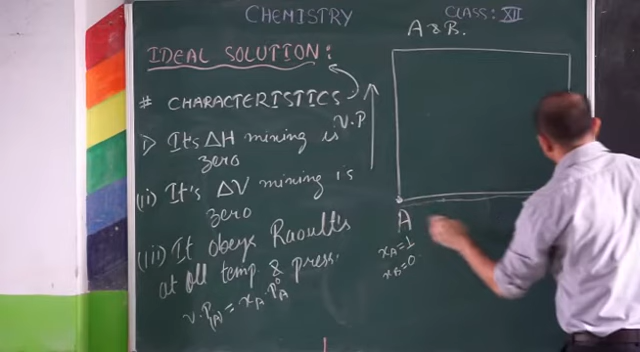 CHEMISTRY
CLASS: XII
IDEAL SOLUTION:
# CHARACTERISTICS
i) It's ΔH mixing is
zero
(ii) It's ΔV mixing is
zero
(iii) It obeys Raoult's
at all temp. & press.
V.P(A) = xA . P°A
A & B.
V.P
A
xA=1
xB=0